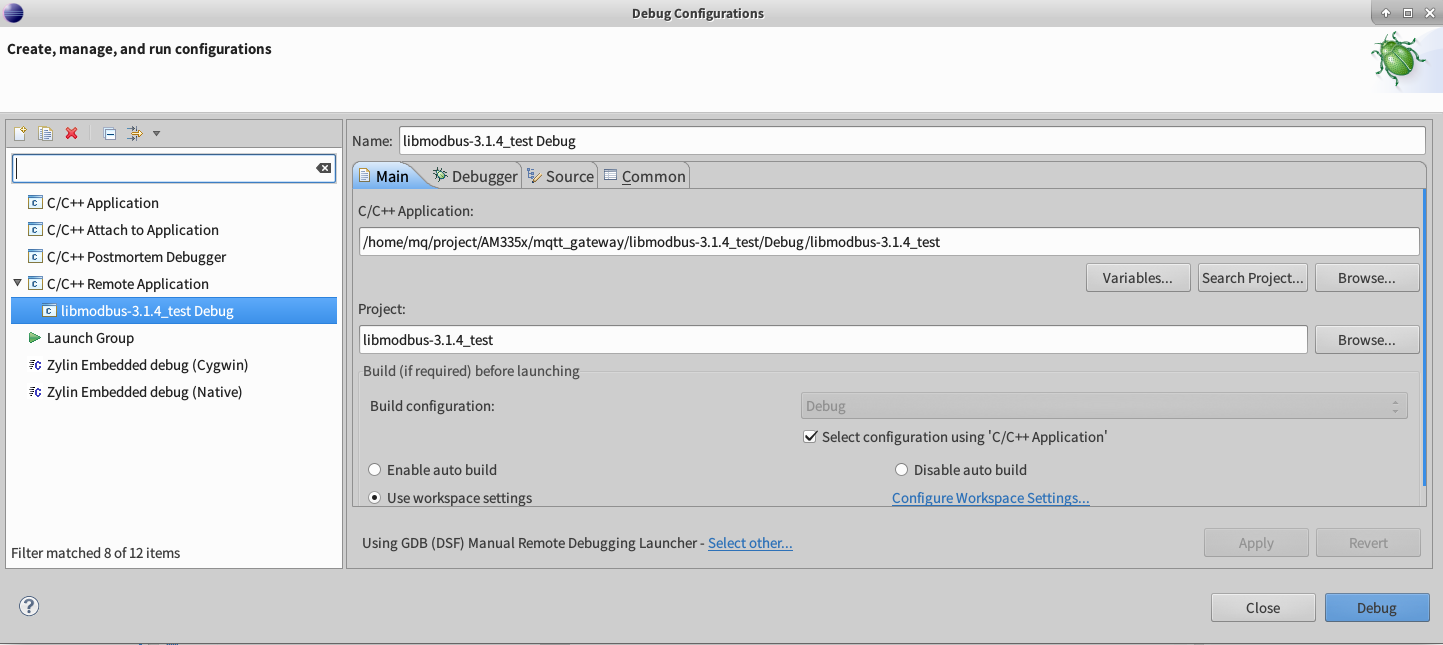 Debug Configurations
Create, manage, and run configurations
Name: libmodbus-3.1.4_test Debug
Main Debugger Source Common
C/C++ Application
C/C++ Attach to Application
C/C++ Postmortem Debugger
C/C++ Remote Application
libmodbus-3.1.4_test Debug
Launch Group
Zylin Embedded debug (Cygwin)
Zylin Embedded debug (Native)
Filter matched 8 of 12 items
C/C++ Application:
/home/mq/project/AM335x/mqtt_gateway/libmodbus-3.1.4_test/Debug/libmodbus-3.1.4_test
Variables... Search Project... Browse...
Project:
libmodbus-3.1.4_test Browse...
Build (if required) before launching
Build configuration: Debug
Select configuration using 'C/C++ Application'
Enable auto build Disable auto build
Use workspace settings Configure Workspace Settings...
Using GDB (DSF) Manual Remote Debugging Launcher - Select other...
Apply Revert
Close Debug